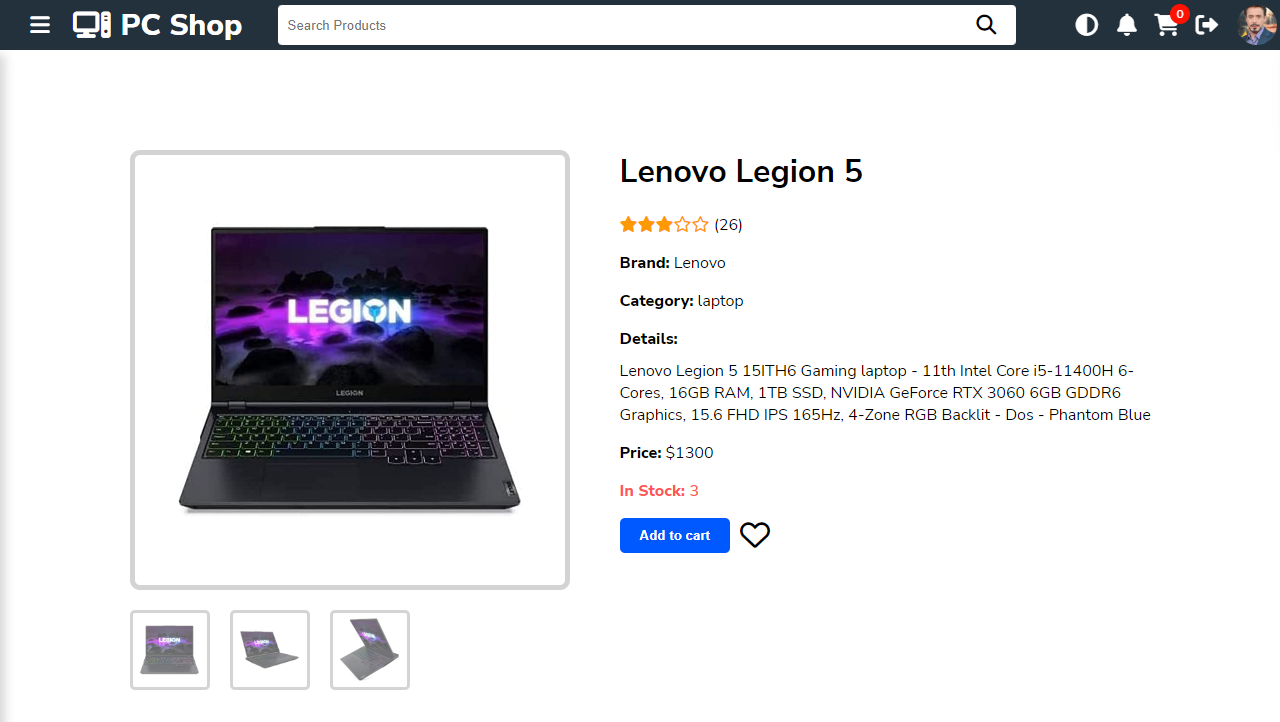 PC Shop
Search Products
0
LEGION
LEGION
Lenovo Legion 5
(26)
Brand: Lenovo
Category: laptop
Details:
Lenovo Legion 5 15ITH6 Gaming laptop - 11th Intel Core i5-11400H 6-
Cores, 16GB RAM, 1TB SSD, NVIDIA GeForce RTX 3060 6GB GDDR6
Graphics, 15.6 FHD IPS 165Hz, 4-Zone RGB Backlit - Dos - Phantom Blue
Price: $1300
In Stock: 3
Add to cart
LEGION
LEGION